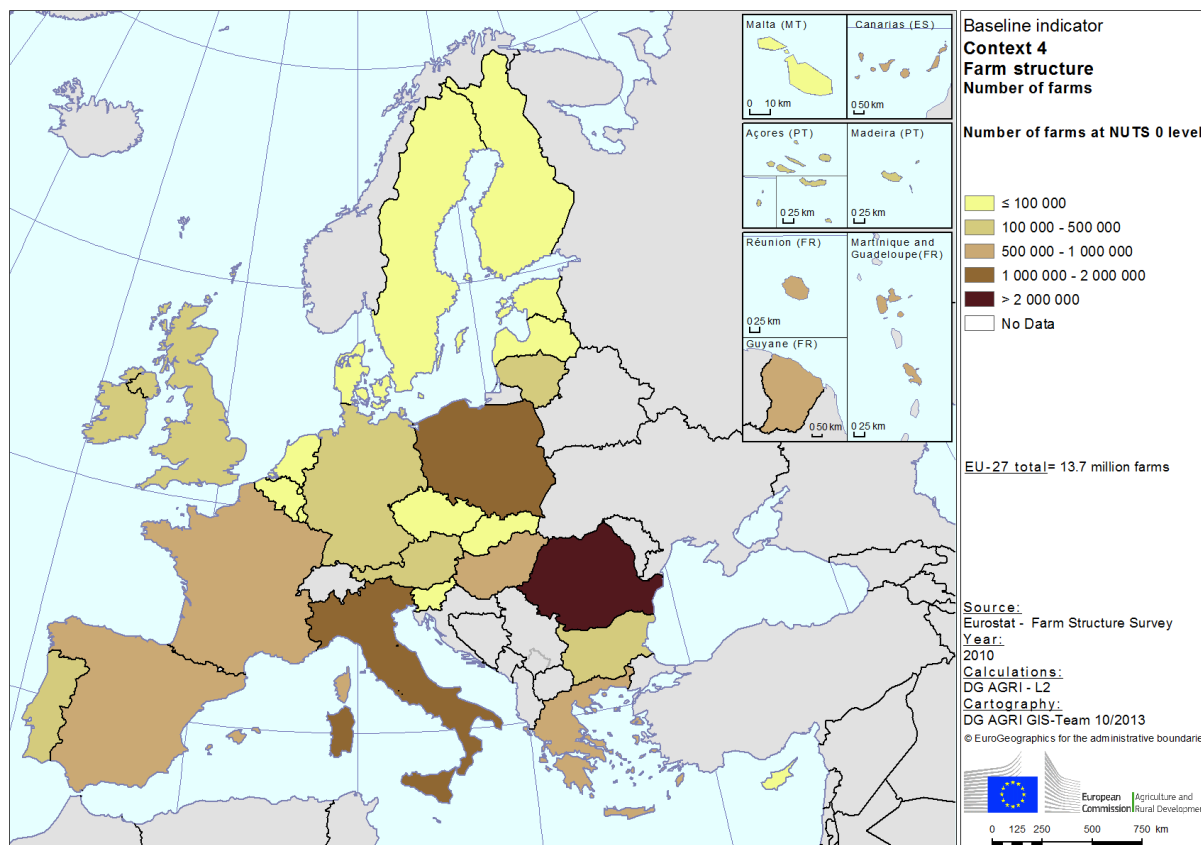 Malta (MT)
0 10 km
Canarias (ES)
0 50 km
Açores (PT)
0 25 km
Madeira (PT)
0 25 km
Réunion (FR)
0 25 km
Martinique and
Guadeloupe(FR)
0 25 km
Guyane (FR)
0 50 km
Baseline indicator
Context 4
Farm structure
Number of farms
Number of farms at NUTS 0 level
≤ 100 000
100 000 - 500 000
500 000 - 1 000 000
1 000 000 - 2 000 000
> 2 000 000
No Data
EU-27 total= 13.7 million farms
Source:
Eurostat - Farm Structure Survey
Year:
2010
Calculations:
DG AGRI - L2
Cartography:
DG AGRI GIS-Team 10/2013
© EuroGeographics for the administrative boundarie
European
Commission
Agriculture and
Rural Developme
0 125 250 500 750 km